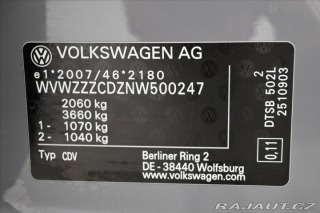 VOLKSWAGEN AG
e1*2007/46*2180
WVWZZZCDZNW500247
2060 kg
3660 kg
1- 1070 kg
2- 1040 kg
Typ CDV
Berliner Ring 2
DE - 38440 Wolfsburg
www.volkswagen.com
DTSB 502L 2
2510903
0,11
RAJAUT.CZ